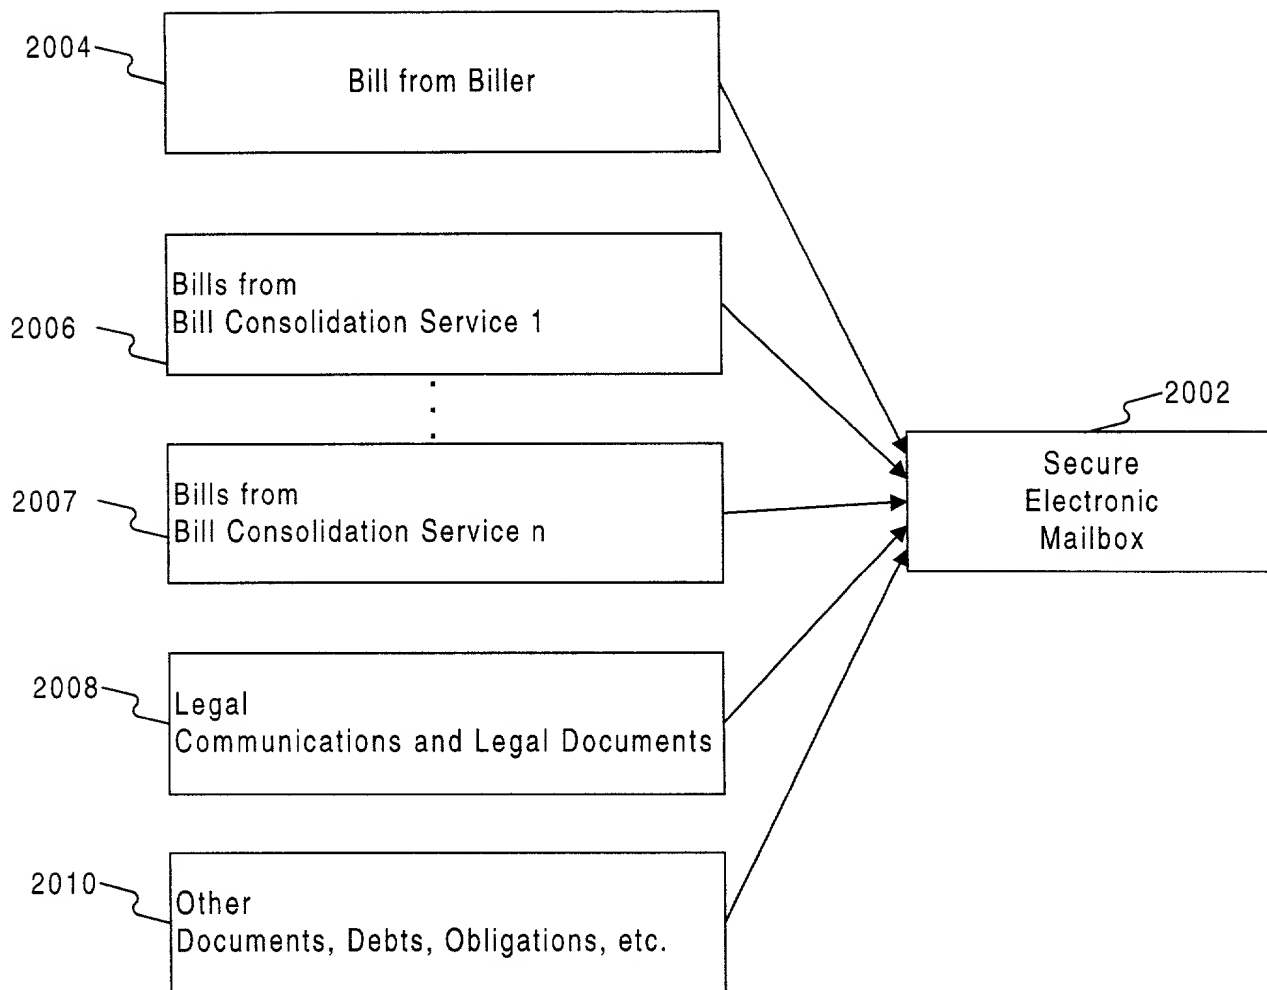 2004
Bill from Biller
Bills from
Bill Consolidation Service 1
2006
2002
Secure
Electronic
Mailbox
Bills from
2007
Bill Consolidation Service n
2008
Legal
Communications and Legal Documents
2010
Other
Documents, Debts, Obligations, etc.